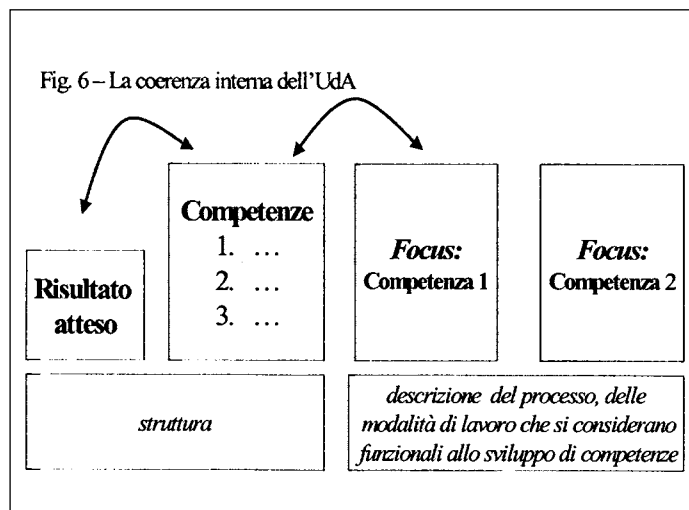 Fig. 6 – La coerenza interna dell'UdA
Risultato
atteso
Competenze
1. …
2. …
3. …
Focus:
Competenza 1
Focus:
Competenza 2
struttura
descrizione del processo, delle
modalità di lavoro che si considerano
funzionali allo sviluppo di competenze